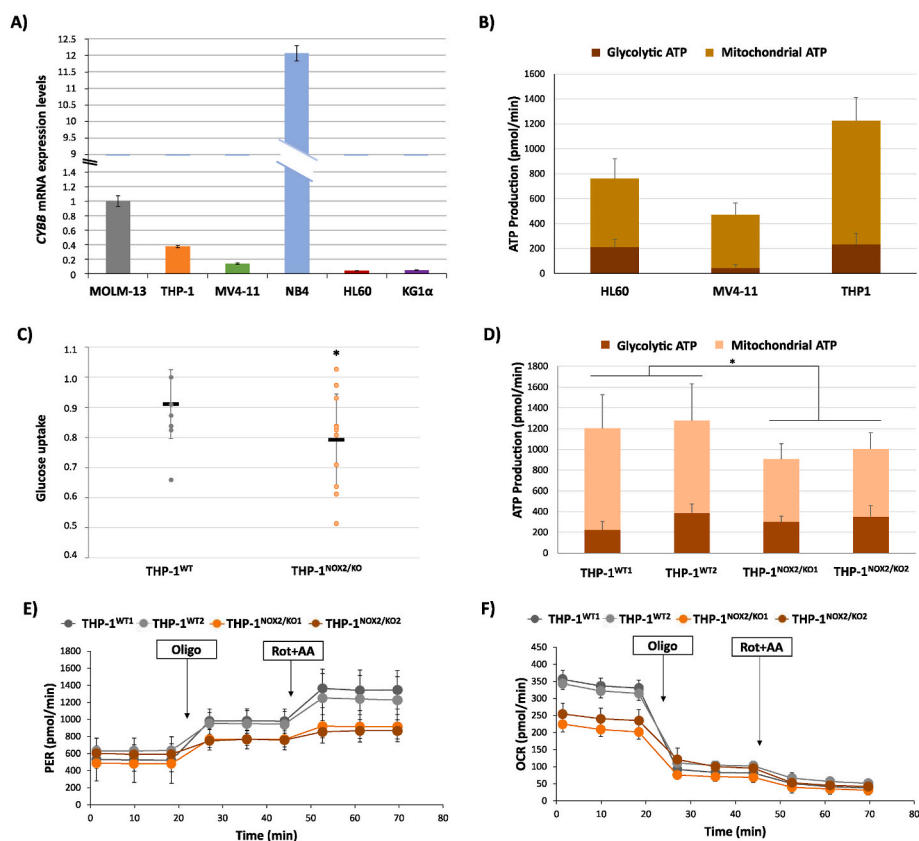 A)
CYBB mRNA expression levels
12.5
12
11.5
11
10.5
10
9.5
9
1.4
1.2
1
0.8
0.6
0.4
0.2
0
MOLM-13 THP-1 MV4-11 NB4 HL60 KG1α
B)
Glycolytic ATP Mitochondrial ATP
ATP Production (pmol/min)
1600
1400
1200
1000
800
600
400
200
0
HL60 MV4-11 THP1
C)
Glucose uptake
1.1
1.0
0.9
0.8
0.7
0.6
0.5
0.4
*
THP-1WT THP-1NOX2/KO
D)
Glycolytic ATP Mitochondrial ATP
*
ATP Production (pmol/min)
1800
1600
1400
1200
1000
800
600
400
200
0
THP-1WT1 THP-1WT2 THP-1NOX2/KO1 THP-1NOX2/KO2
E)
THP-1WT1 THP-1WT2 THP-1NOX2/KO1 THP-1NOX2/KO2
Oligo Rot+AA
PER (pmol/min)
1800
1600
1400
1200
1000
800
600
400
200
0
0 10 20 30 40 50 60 70 80
Time (min)
F)
THP-1WT1 THP-1WT2 THP-1NOX2/KO1 THP-1NOX2/KO2
Oligo Rot+AA
OCR (pmol/min)
450
400
350
300
250
200
150
100
50
0
0 10 20 30 40 50 60 70 80
Time (min)